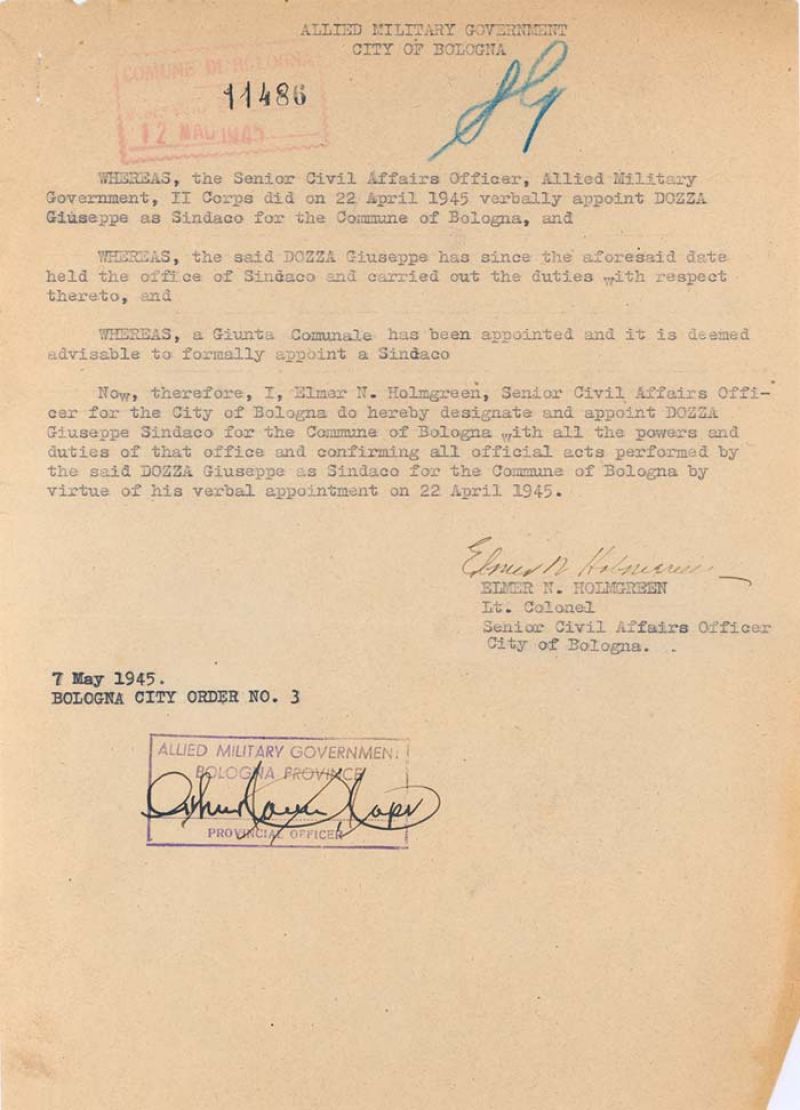 ALLIED MILITARY GOVERNMENT
CITY OF BOLOGNA
COMUNE DI BOLOGNA
11486
12 MAG 1945
WHEREAS, the Senior Civil Affairs Officer, Allied Military
Government, II Corps did on 22 April 1945 verbally appoint DOZZA
Giuseppe as Sindaco for the Commune of Bologna, and
WHEREAS, the said DOZZA Giuseppe has since the aforesaid date
held the office of Sindaco and carried out the duties with respect
thereto, and
WHEREAS, a Giunta Comunale has been appointed and it is deemed
advisable to formally appoint a Sindaco
Now, therefore, I, Elmer N. Holmgreen, Senior Civil Affairs Offi-
cer for the City of Bologna do hereby designate and appoint DOZZA
Giuseppe Sindaco for the Commune of Bologna with all the powers and
duties of that office and confirming all official acts performed by
the said DOZZA Giuseppe as Sindaco for the Commune of Bologna by
virtue of his verbal appointment on 22 April 1945.
Elmer N Holmgreen
ELMER N. HOLMGREEN
Lt. Colonel
Senior Civil Affairs Officer
City of Bologna.
7 May 1945.
BOLOGNA CITY ORDER NO. 3
ALLIED MILITARY GOVERNMENT
BOLOGNA PROVINCE
PROVINCIAL OFFICER